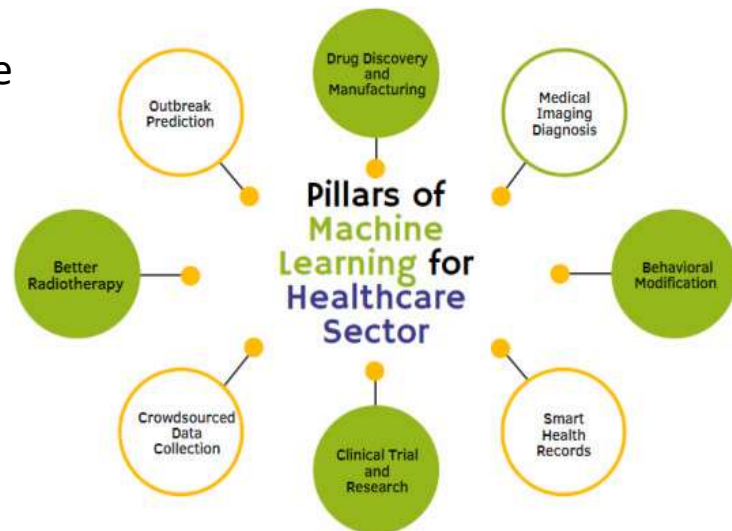 e
Drug Discovery
and
Manufacturing
Outbreak
Prediction
Medical
Imaging
Diagnosis
Pillars of
Machine
Learning for
Healthcare
Sector
Better
Radiotherapy
Behavioral
Modification
Crowdsourced
Data
Collection
Clinical Trial
and
Research
Smart
Health
Records